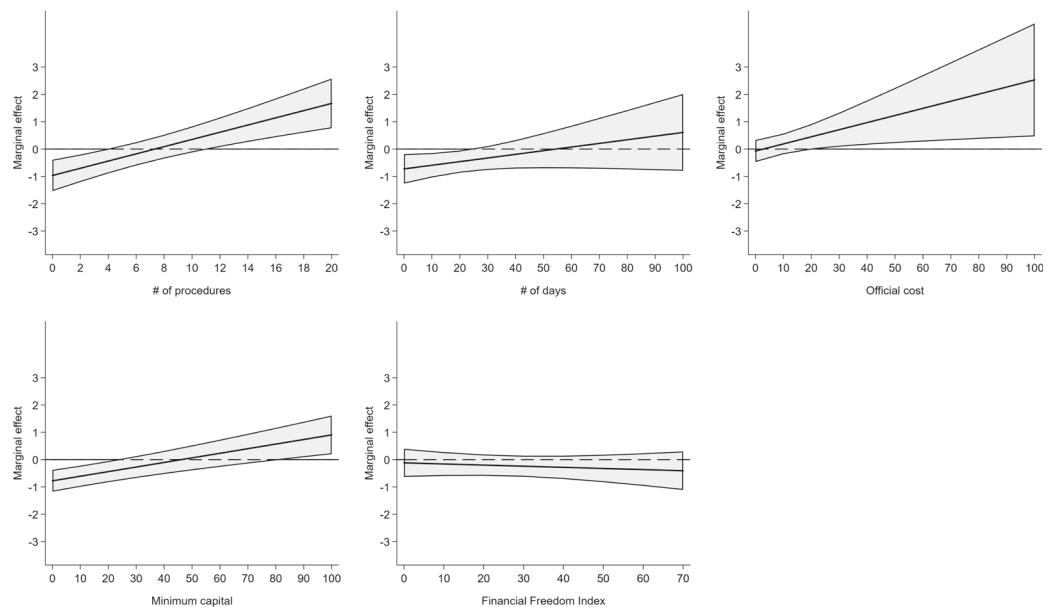 3
2
1
0
-1
-2
-3
Marginal effect
0 2 4 6 8 10 12 14 16 18 20
# of procedures
3
2
1
0
-1
-2
-3
Marginal effect
0 10 20 30 40 50 60 70 80 90 100
# of days
3
2
1
0
-1
-2
-3
Marginal effect
0 10 20 30 40 50 60 70 80 90 100
Official cost
3
2
1
0
-1
-2
-3
Marginal effect
0 10 20 30 40 50 60 70 80 90 100
Minimum capital
3
2
1
0
-1
-2
-3
Marginal effect
0 10 20 30 40 50 60 70
Financial Freedom Index